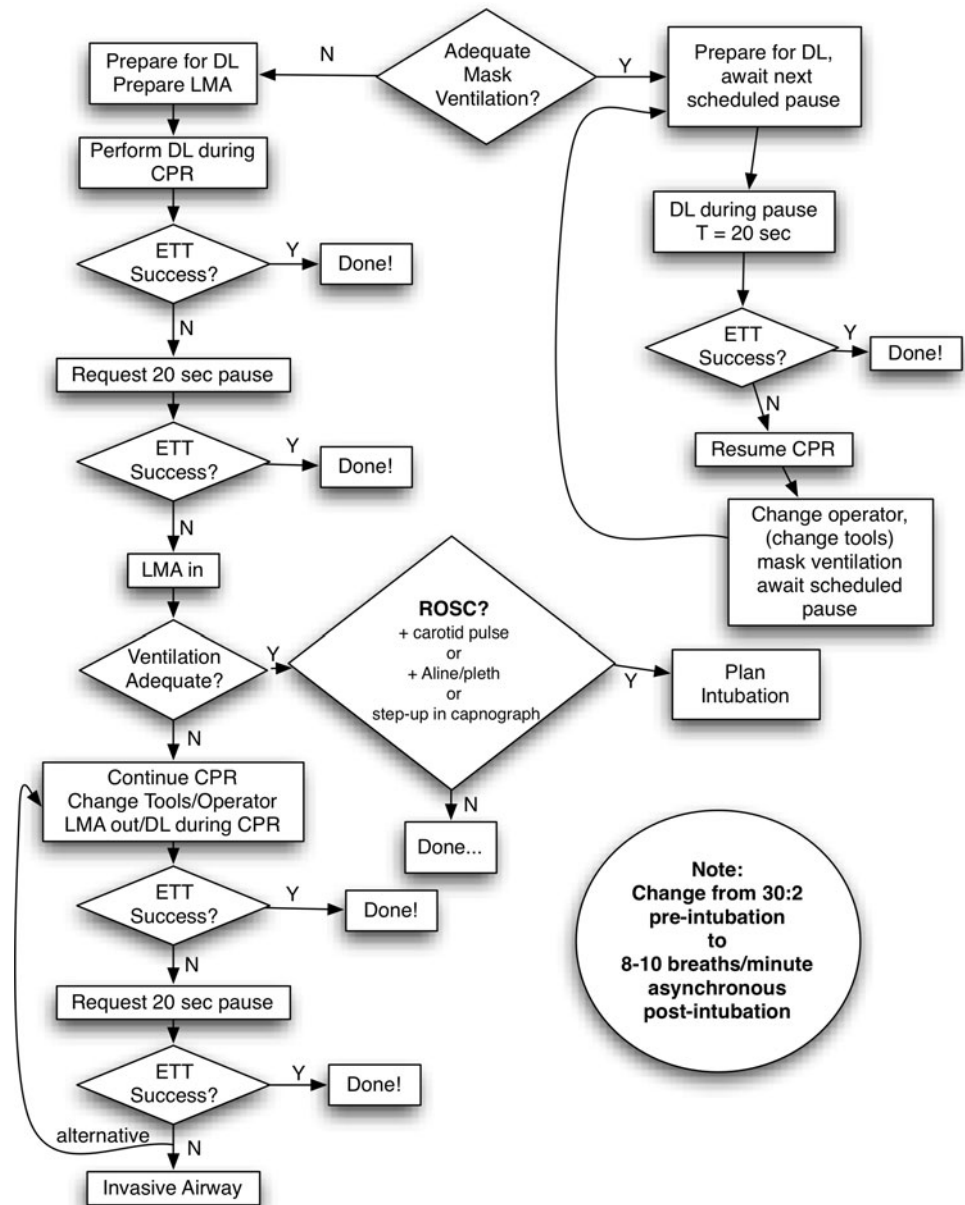 Adequate
Mask
Ventilation?
N
Y
Prepare for DL
Prepare LMA
Perform DL during
CPR
ETT
Success?
Y
Done!
N
Request 20 sec pause
ETT
Success?
Y
Done!
N
LMA in
Ventilation
Adequate?
Y
N
ROSC?
+ carotid pulse
or
+ Aline/pleth
or
step-up in capnograph
Y
Plan
Intubation
N
Done...
Continue CPR
Change Tools/Operator
LMA out/DL during CPR
ETT
Success?
Y
Done!
N
Request 20 sec pause
ETT
Success?
Y
Done!
alternative
N
Invasive Airway
Prepare for DL,
await next
scheduled pause
DL during pause
T = 20 sec
ETT
Success?
Y
Done!
N
Resume CPR
Change operator,
(change tools)
mask ventilation
await scheduled
pause
Note:
Change from 30:2
pre-intubation
to
8-10 breaths/minute
asynchronous
post-intubation